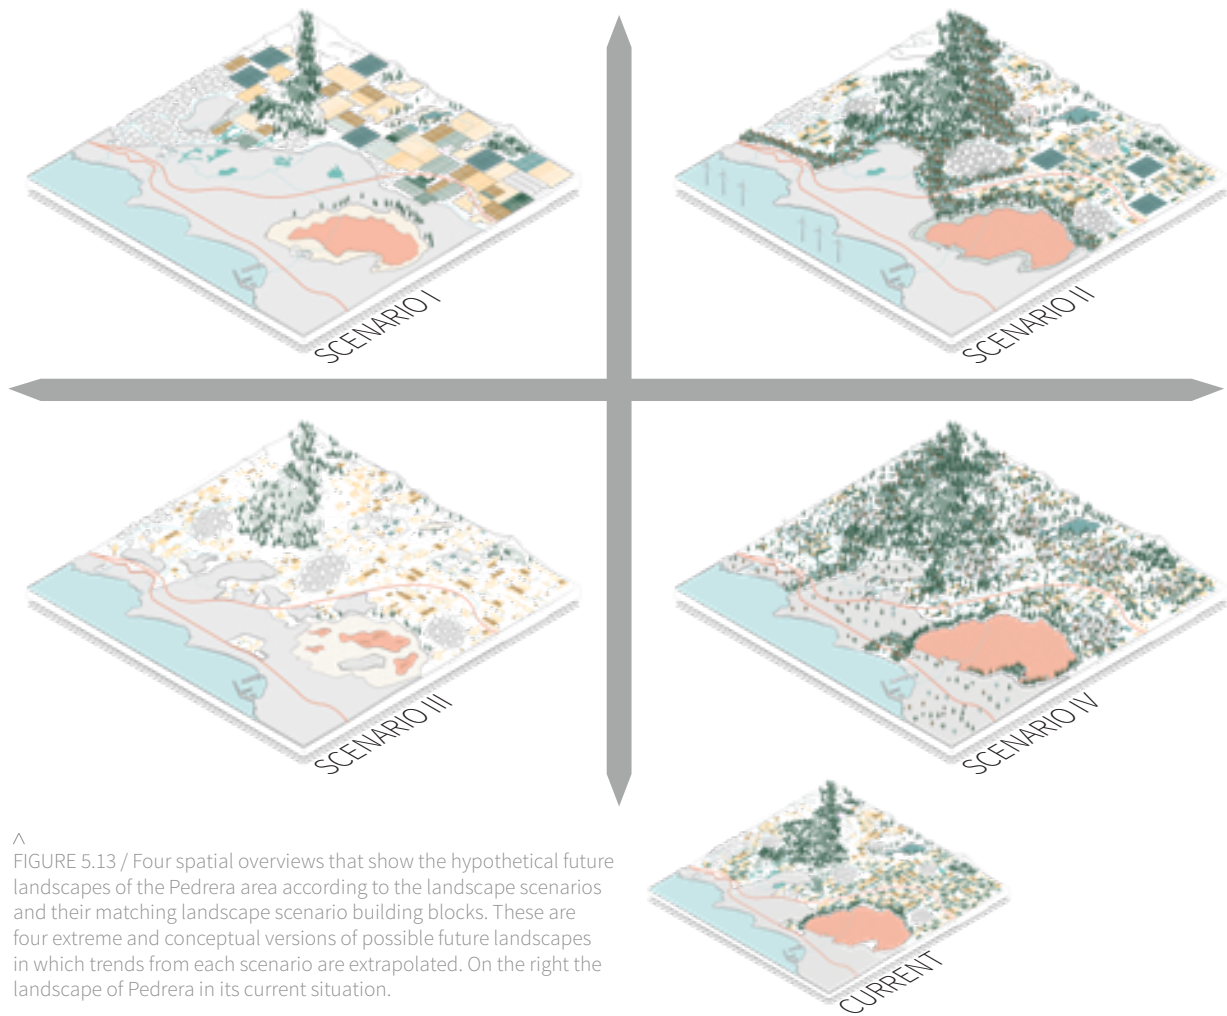 SCENARIO I
SCENARIO II
SCENARIO III
SCENARIO IV
CURRENT
^
FIGURE 5.13 / Four spatial overviews that show the hypothetical future
landscapes of the Pedrera area according to the landscape scenarios
and their matching landscape scenario building blocks. These are
four extreme and conceptual versions of possible future landscapes
in which trends from each scenario are extrapolated. On the right the
landscape of Pedrera in its current situation.